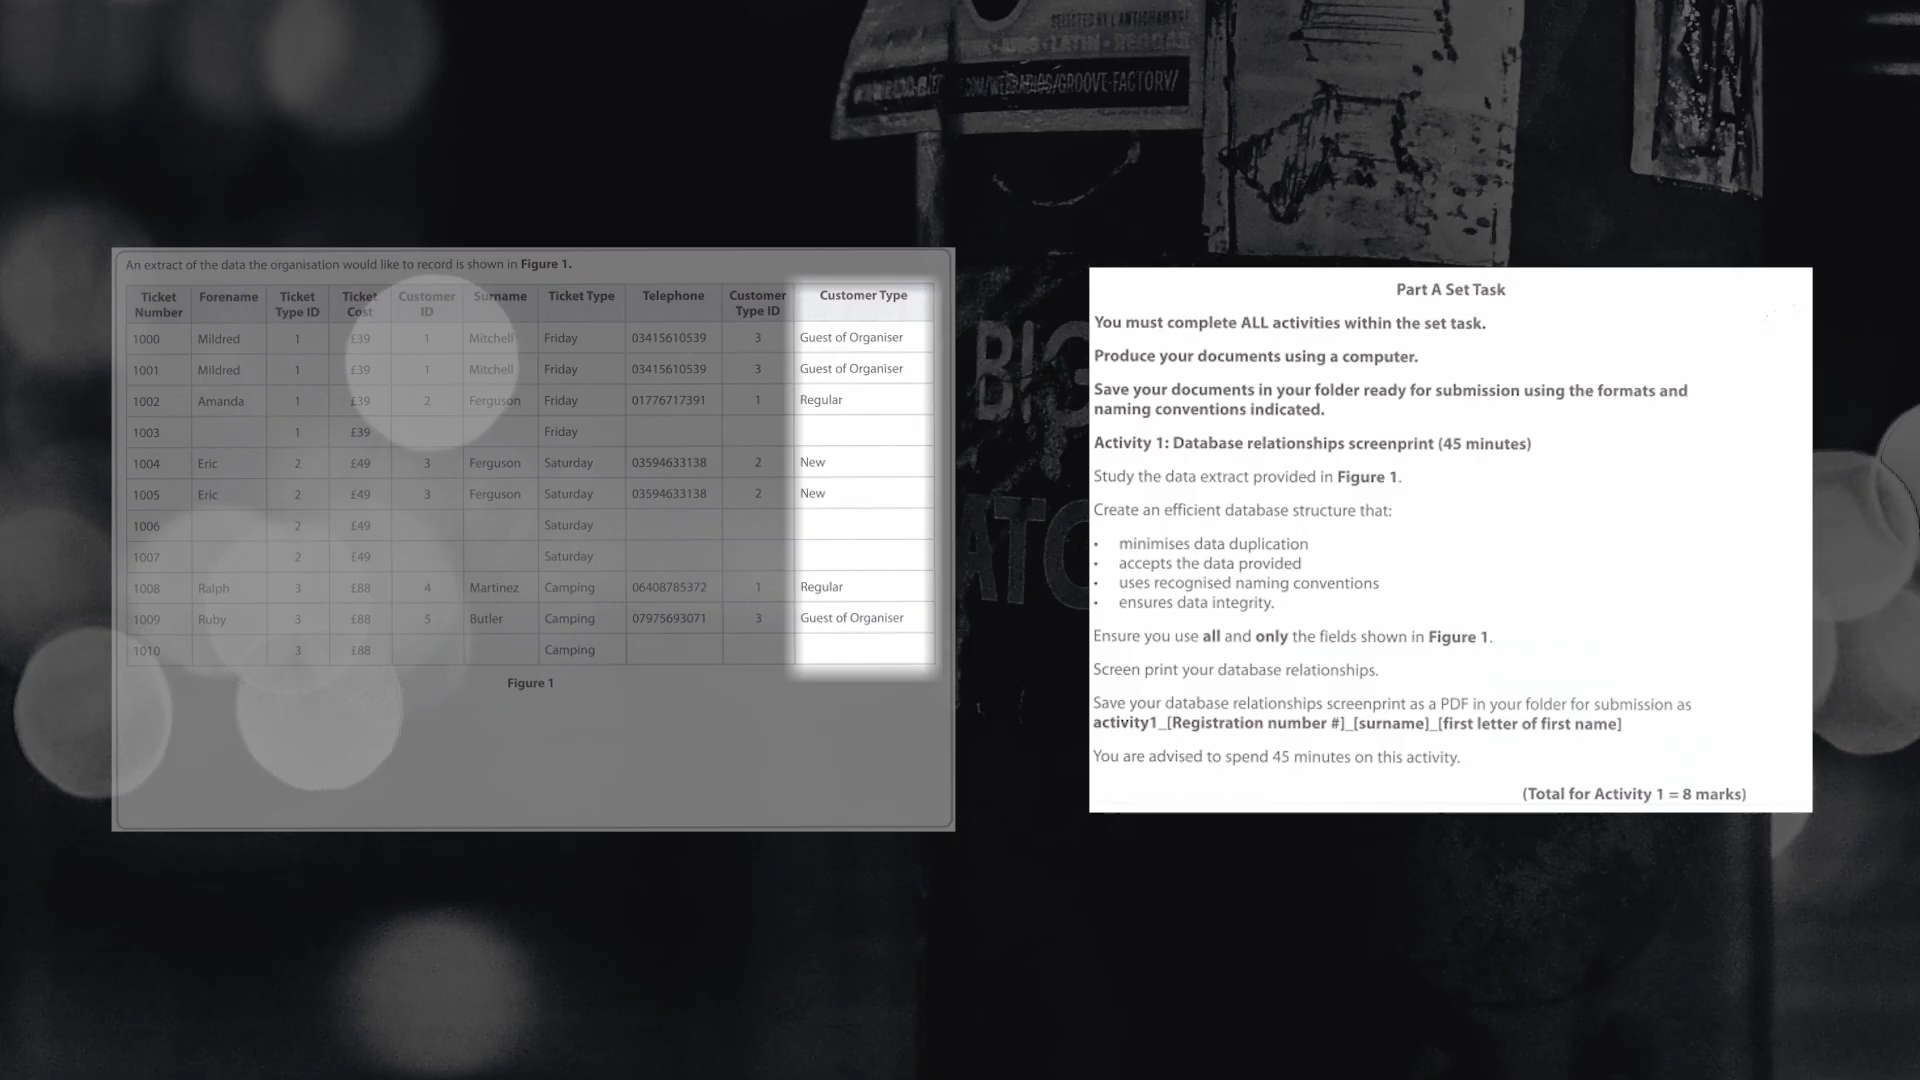 SELECTED BY L'ANTICHAMBRE
LATIN
COM/WEBRADIOS/GROOVE-FACTORY/
An extract of the data the organisation would like to record is shown in Figure 1.
Ticket Number Forename Ticket Type ID Ticket Cost Customer ID Surname Ticket Type Telephone Customer Type ID Customer Type
1000 Mildred 1 £39 1 Mitchell Friday 03415610539 3 Guest of Organiser
1001 Mildred 1 £39 1 Mitchell Friday 03415610539 3 Guest of Organiser
1002 Amanda 1 £39 2 Ferguson Friday 01776717391 1 Regular
1003 1 £39 Friday
1004 Eric 2 £49 3 Ferguson Saturday 03594633138 2 New
1005 Eric 2 £49 3 Ferguson Saturday 03594633138 2 New
1006 2 £49 Saturday
1007 2 £49 Saturday
1008 Ralph 3 £88 4 Martinez Camping 06408785372 1 Regular
1009 Ruby 3 £88 5 Butler Camping 07975693071 3 Guest of Organiser
1010 3 £88 Camping
Figure 1
BIG
Part A Set Task
You must complete ALL activities within the set task.
Produce your documents using a computer.
Save your documents in your folder ready for submission using the formats and
naming conventions indicated.
Activity 1: Database relationships screenprint (45 minutes)
Study the data extract provided in Figure 1.
Create an efficient database structure that:
• minimises data duplication
• accepts the data provided
• uses recognised naming conventions
• ensures data integrity.
Ensure you use all and only the fields shown in Figure 1.
Screen print your database relationships.
Save your database relationships screenprint as a PDF in your folder for submission as
activity1_[Registration number #]_[surname]_[first letter of first name]
You are advised to spend 45 minutes on this activity.
(Total for Activity 1 = 8 marks)